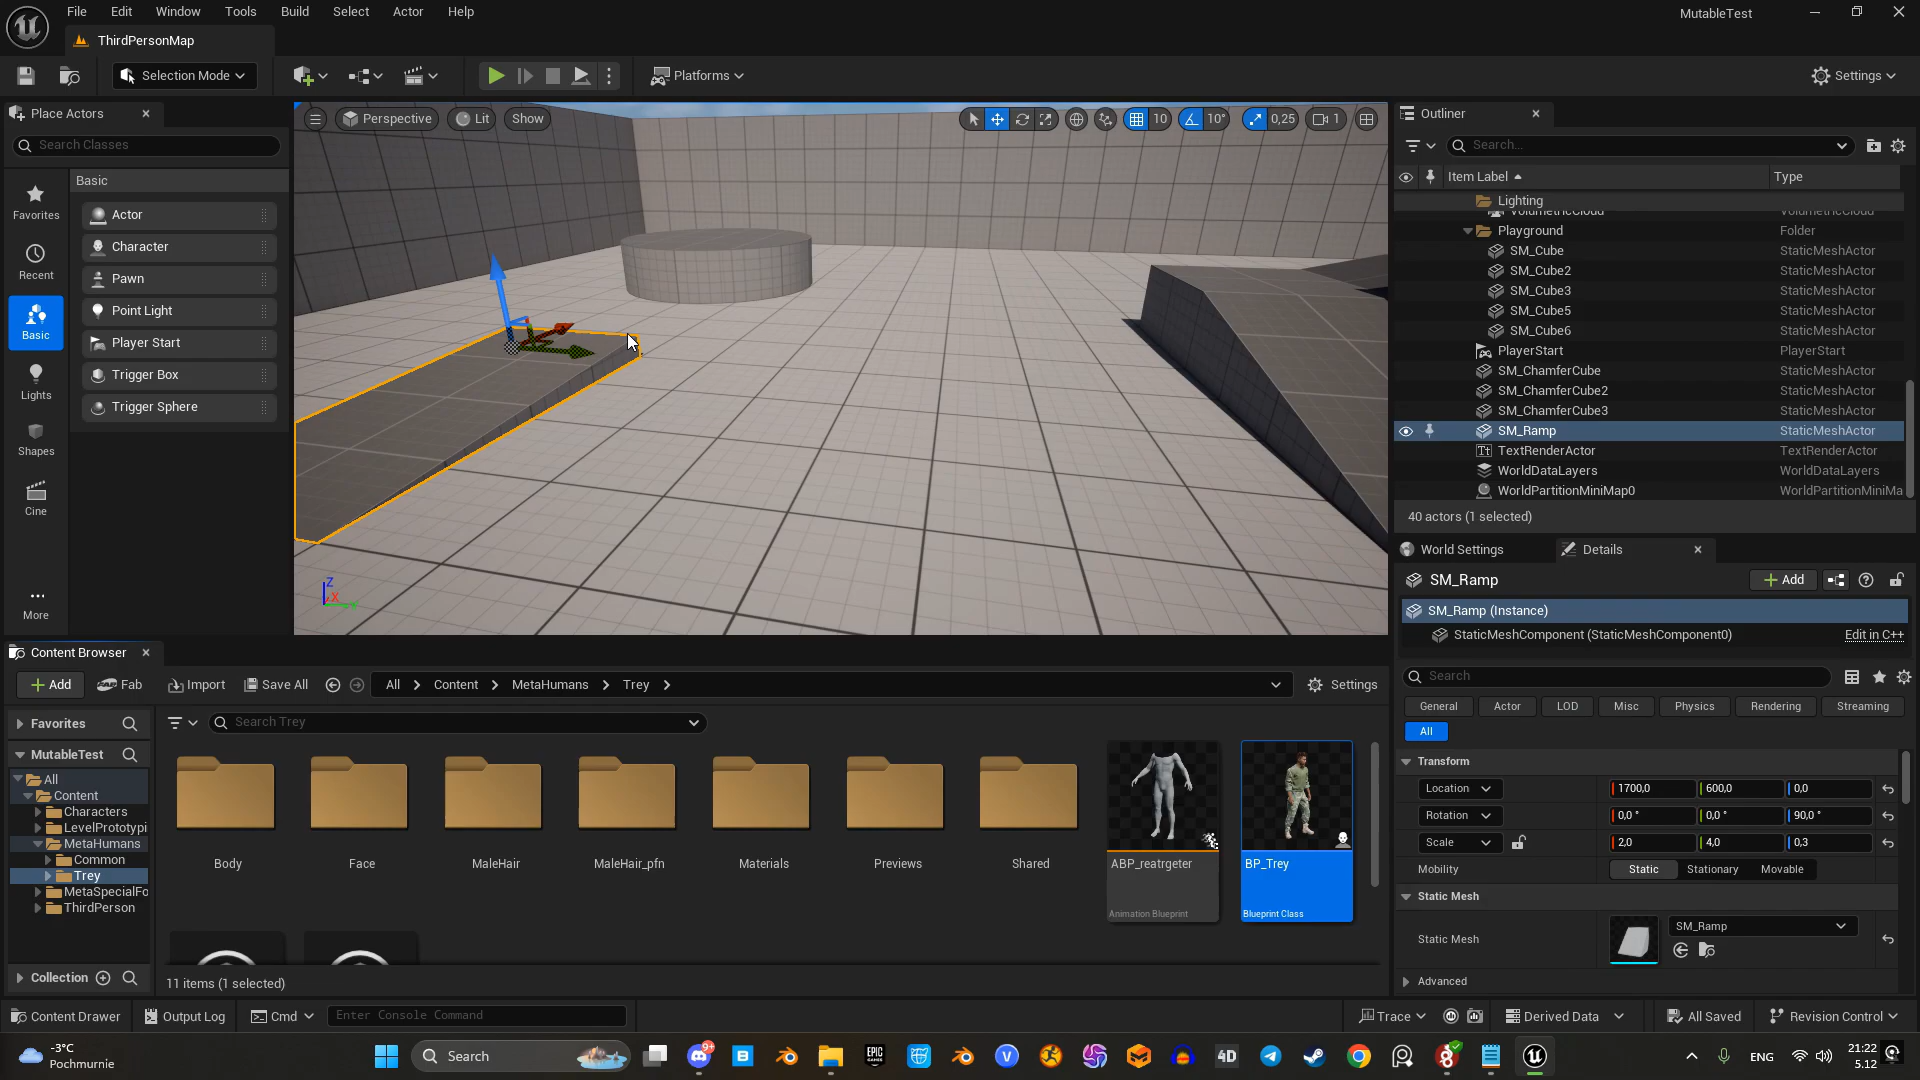 File Edit Window Tools Build Select Actor Help
MutableTest
ThirdPersonMap
Selection Mode
Platforms
Settings
Place Actors
Search Classes
Basic
Favorites
Recent
Basic
Lights
Shapes
Cine
More
Actor
Character
Pawn
Point Light
Player Start
Trigger Box
Trigger Sphere
Perspective Lit Show
10 10° 0,25 1
Z
X
Outliner
Search...
Item Label Type
Lighting
VolumetricCloud VolumetricCloud
Playground Folder
SM_Cube StaticMeshActor
SM_Cube2 StaticMeshActor
SM_Cube3 StaticMeshActor
SM_Cube5 StaticMeshActor
SM_Cube6 StaticMeshActor
PlayerStart PlayerStart
SM_ChamferCube StaticMeshActor
SM_ChamferCube2 StaticMeshActor
SM_ChamferCube3 StaticMeshActor
SM_Ramp StaticMeshActor
TextRenderActor TextRenderActor
WorldDataLayers WorldDataLayers
WorldPartitionMiniMap0 WorldPartitionMiniMa
40 actors (1 selected)
World Settings Details
SM_Ramp
Add
SM_Ramp (Instance)
StaticMeshComponent (StaticMeshComponent0) Edit in C++
Search
General Actor LOD Misc Physics Rendering Streaming
All
Transform
Location 1700,0 600,0 0,0
Rotation 0,0 ° 0,0 ° 90,0 °
Scale 2,0 4,0 0,3
Mobility Static Stationary Movable
Static Mesh
Static Mesh SM_Ramp
Advanced
Content Browser
Add Fab Import Save All All Content MetaHumans Trey Settings
Favorites
MutableTest
All
Content
Characters
LevelPrototypi
MetaHumans
Common
Trey
MetaSpecialFo
ThirdPerson
Collection
Search Trey
Body Face MaleHair MaleHair_pfn Materials Previews Shared
ABP_reatrgeter
Animation Blueprint
BP_Trey
Blueprint Class
11 items (1 selected)
Content Drawer Output Log Cmd Enter Console Command Trace Derived Data All Saved Revision Control
-3°C
Pochmurnie
Search
9+
EPIC
GAMES
4D
ENG
21:22
5.12